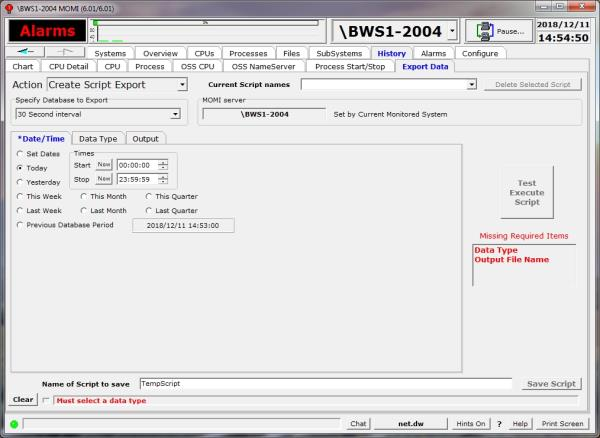 \BWS1-2004 MOMI (6.01/6.01)
Alarms
\BWS1-2004
Pause...
2018/12/11
14:54:50
Systems Overview CPUs Processes Files SubSystems History Alarms Configure
Chart CPU Detail CPU Process OSS CPU OSS NameServer Process Start/Stop Export Data
Action Create Script Export Current Script names Delete Selected Script
Specify Database to Export MOMI server
30 Second interval \BWS1-2004 Set by Current Monitored System
*Date/Time Data Type Output
Set Dates Times
Today Start Now 00:00:00
Yesterday Stop Now 23:59:59
This Week This Month This Quarter
Last Week Last Month Last Quarter
Previous Database Period 2018/12/11 14:53:00
Test
Execute
Script
Missing Required Items
Data Type
Output File Name
Name of Script to save TempScript Save Script
Clear Must select a data type
Chat net.dw Hints On ? Help Print Screen